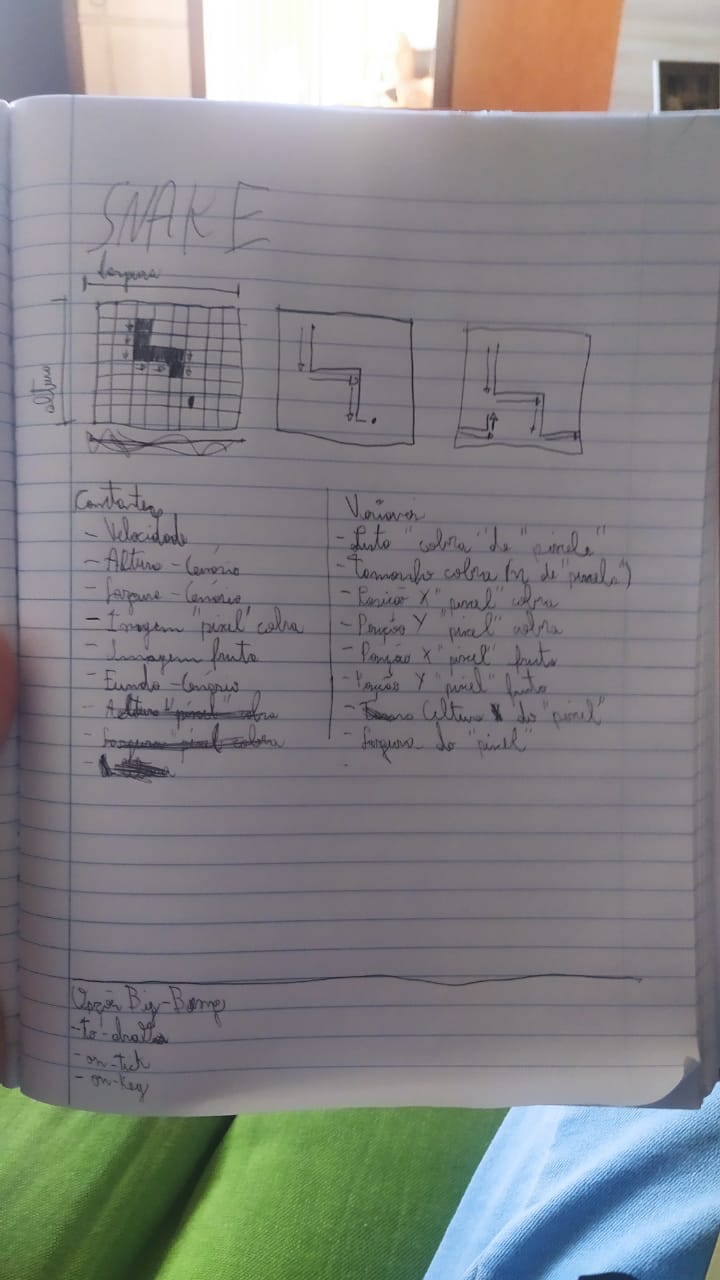 SNAKE
largura
altura
Constantes
- Velocidade
- Altura - Cenário
- Largura - Cenário
- Imagem "pixel" cobra
- Imagem fruta
- Fundo - Cenário
- Altura "pixel" cobra
- Largura "pixel" cobra
Variáveis
- Lista "cobra" de "pixels"
- Tamanho cobra (n de "pixels")
- Posição X "pixel" cobra
- Posição Y "pixel" cobra
- Posição X "pixel" fruta
- Posição Y "pixel" fruta
- Altura do "pixel"
- Largura do "pixel"
Big-Bang
- to-draw
- on-tick
- on-key